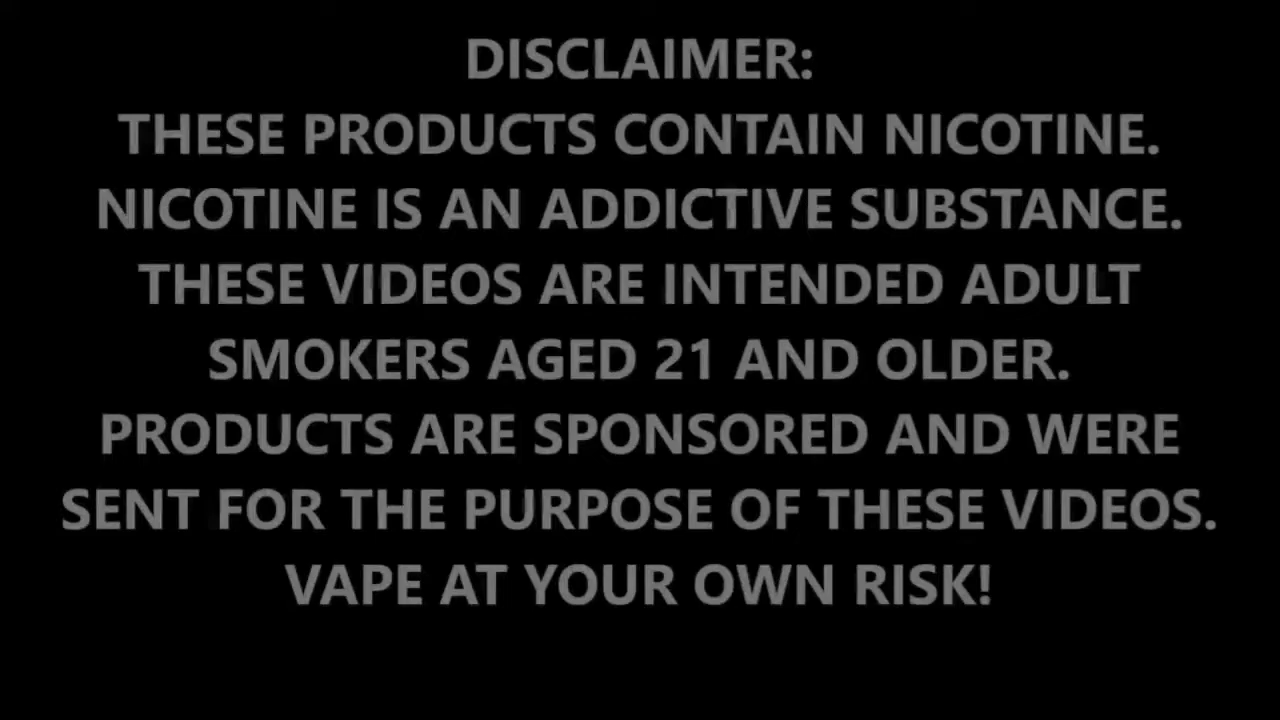 DISCLAIMER:
THESE PRODUCTS CONTAIN NICOTINE.
NICOTINE IS AN ADDICTIVE SUBSTANCE.
THESE VIDEOS ARE INTENDED ADULT
SMOKERS AGED 21 AND OLDER.
PRODUCTS ARE SPONSORED AND WERE
SENT FOR THE PURPOSE OF THESE VIDEOS.
VAPE AT YOUR OWN RISK!